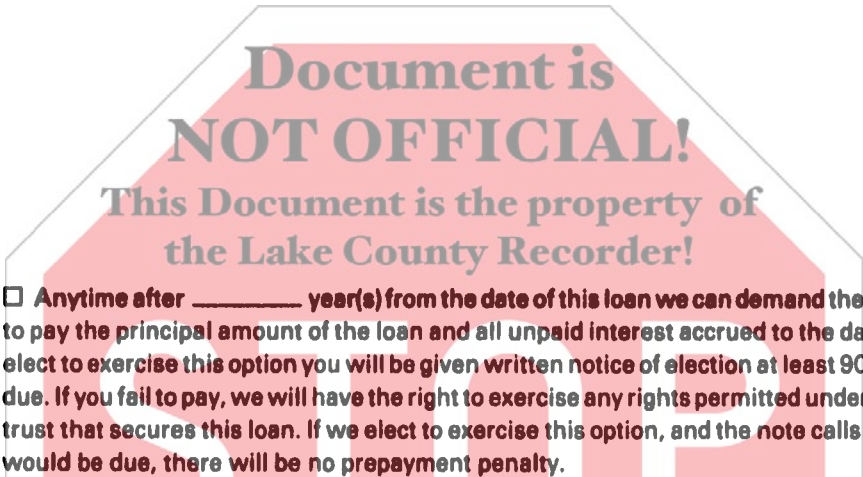 Document is
NOT OFFICIAL!
This Document is the property of
the Lake County Recorder!
☐ Anytime after ________ year(s) from the date of this loan we can demand the
to pay the principal amount of the loan and all unpaid interest accrued to the da
elect to exercise this option you will be given written notice of election at least 90
due. If you fail to pay, we will have the right to exercise any rights permitted under
trust that secures this loan. If we elect to exercise this option, and the note calls
would be due, there will be no prepayment penalty.
STOP